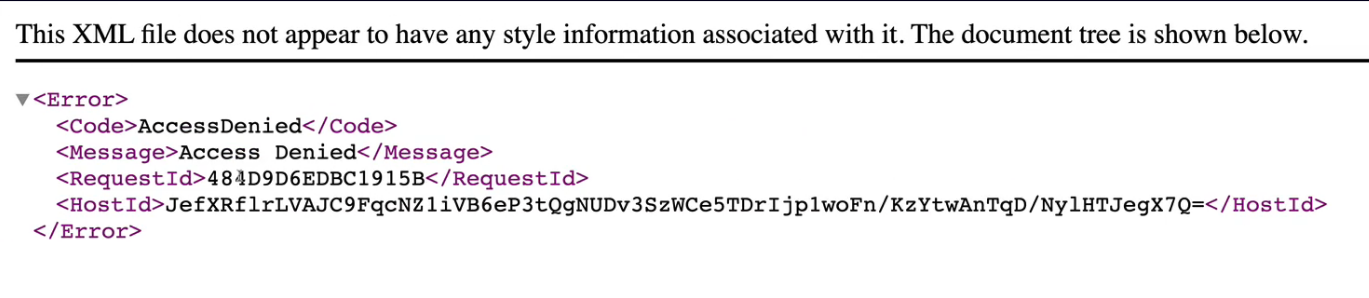 This XML file does not appear to have any style information associated with it. The document tree is shown below.
<Error>
<Code>AccessDenied</Code>
<Message>Access Denied</Message>
<RequestId>484D9D6EDBC1915B</RequestId>
<HostId>JefXRflrLVAJC9FqcNZ1iVB6eP3tQgNUDv3SzWCe5TDrIjp1woFn/KzYtwAnTqD/NylHTJegX7Q=</HostId>
</Error>